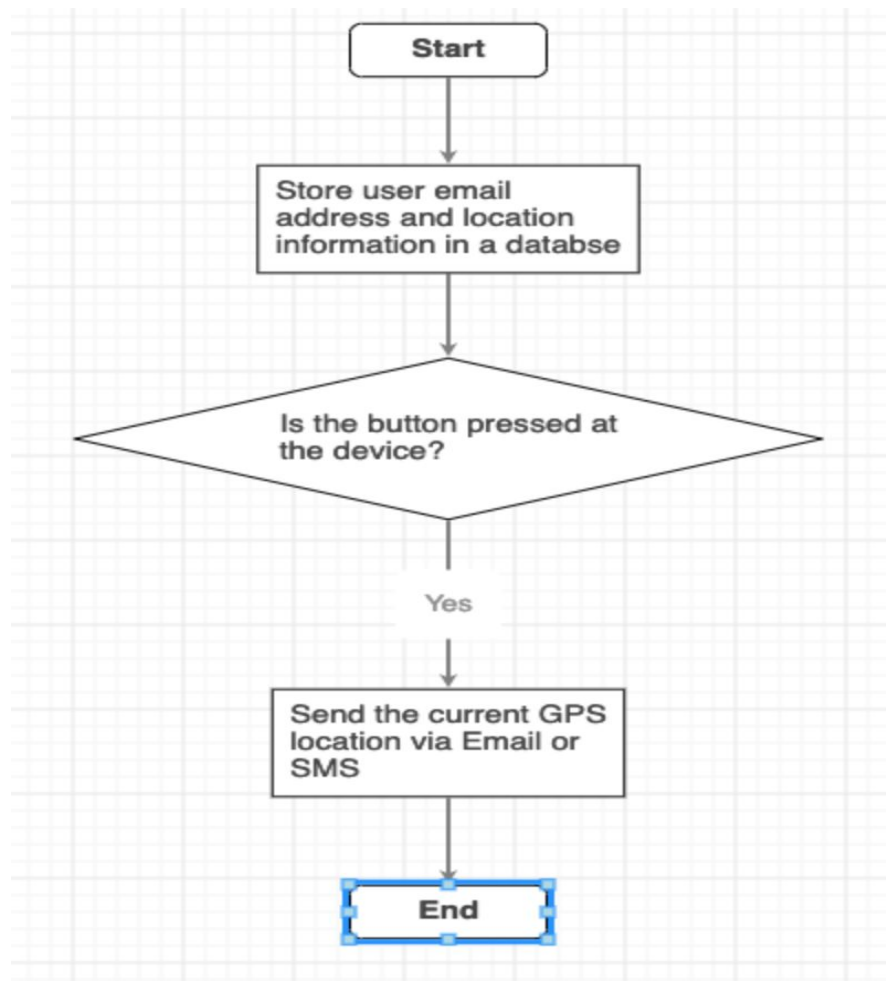 Start
Store user email
address and location
information in a databse
Is the button pressed at
the device?
Yes
Send the current GPS
location via Email or
SMS
End